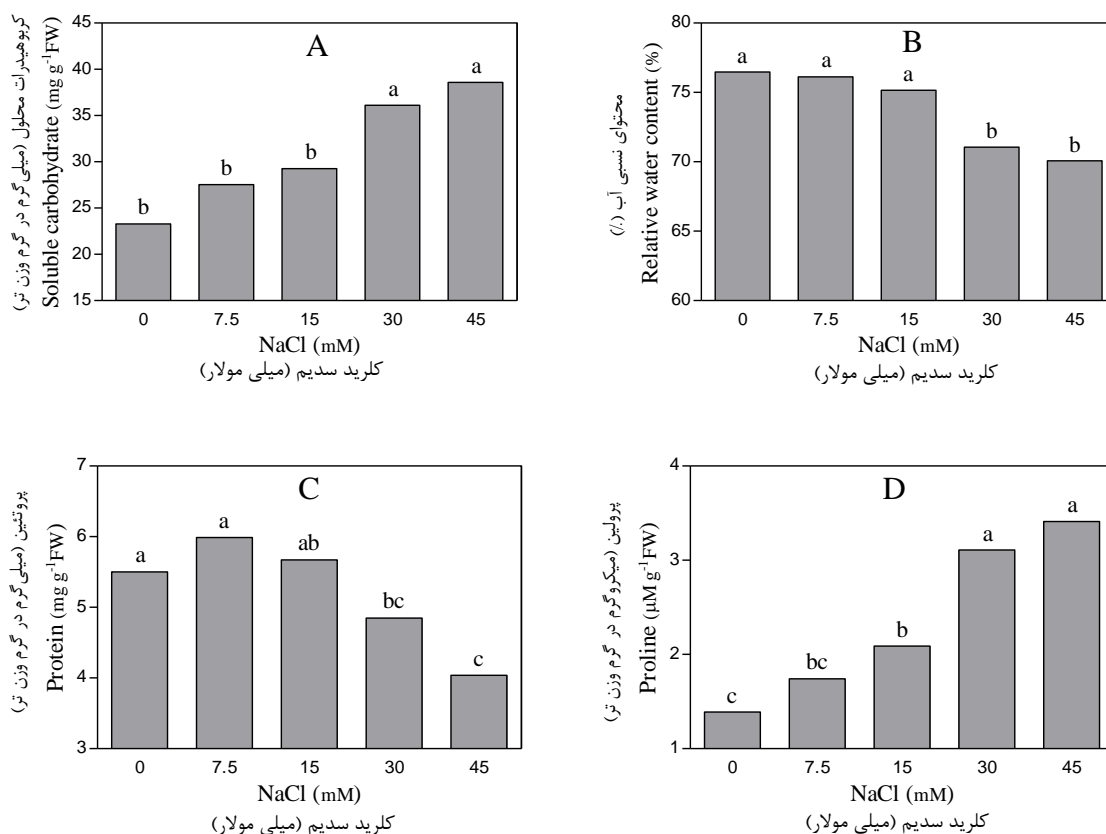 A
کربوهیدرات محلول (میلی‌گرم در گرم وزن تر)
Soluble carbohydrate (mg g⁻¹FW)
45
40
35
30
25
20
15
b
b
b
a
a
0 7.5 15 30 45
NaCl (mM)
کلرید سدیم (میلی مولار)
B
محتوای نسبی آب (٪)
Relative water content (%)
80
75
70
65
60
a
a
a
b
b
0 7.5 15 30 45
NaCl (mM)
کلرید سدیم (میلی مولار)
C
پروتئین (میلی‌گرم در گرم وزن تر)
Protein (mg g⁻¹FW)
7
6
5
4
3
a
a
ab
bc
c
0 7.5 15 30 45
NaCl (mM)
کلرید سدیم (میلی مولار)
D
پرولین (میکروگرم در گرم وزن تر)
Proline (µM g⁻¹FW)
4
3
2
1
c
bc
b
a
a
0 7.5 15 30 45
NaCl (mM)
کلرید سدیم (میلی مولار)